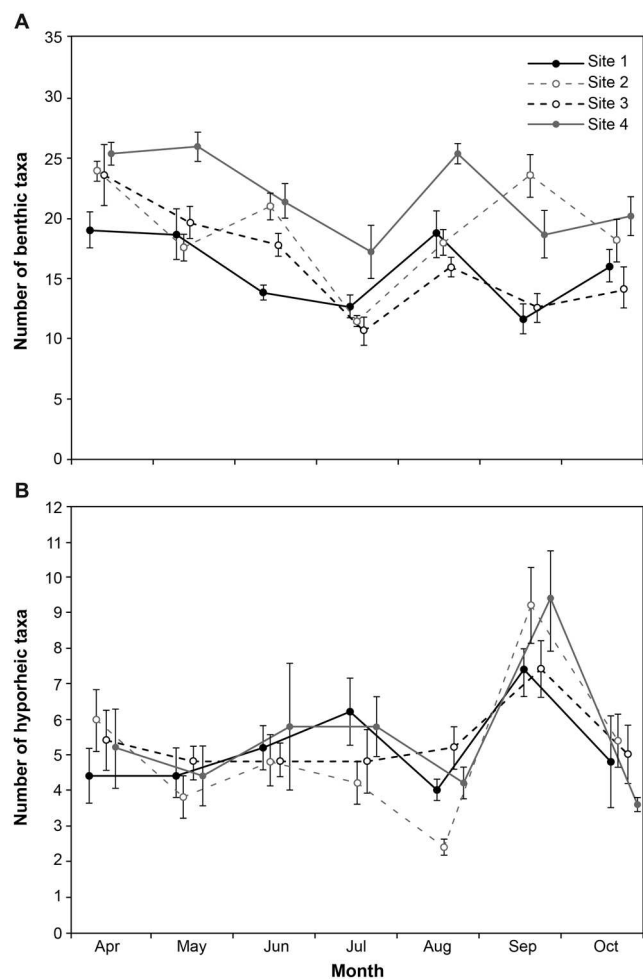 A
35
30
25
20
15
10
5
0
Number of benthic taxa
Site 1
Site 2
Site 3
Site 4
B
12
11
10
9
8
7
6
5
4
3
2
1
0
Number of hyporheic taxa
Apr May Jun Jul Aug Sep Oct
Month